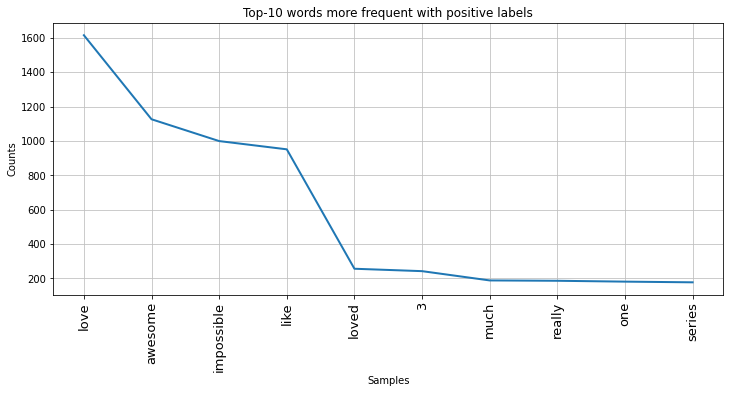 Top-10 words more frequent with positive labels
Counts
1600
1400
1200
1000
800
600
400
200
love
awesome
impossible
like
loved
3
much
really
one
series
Samples